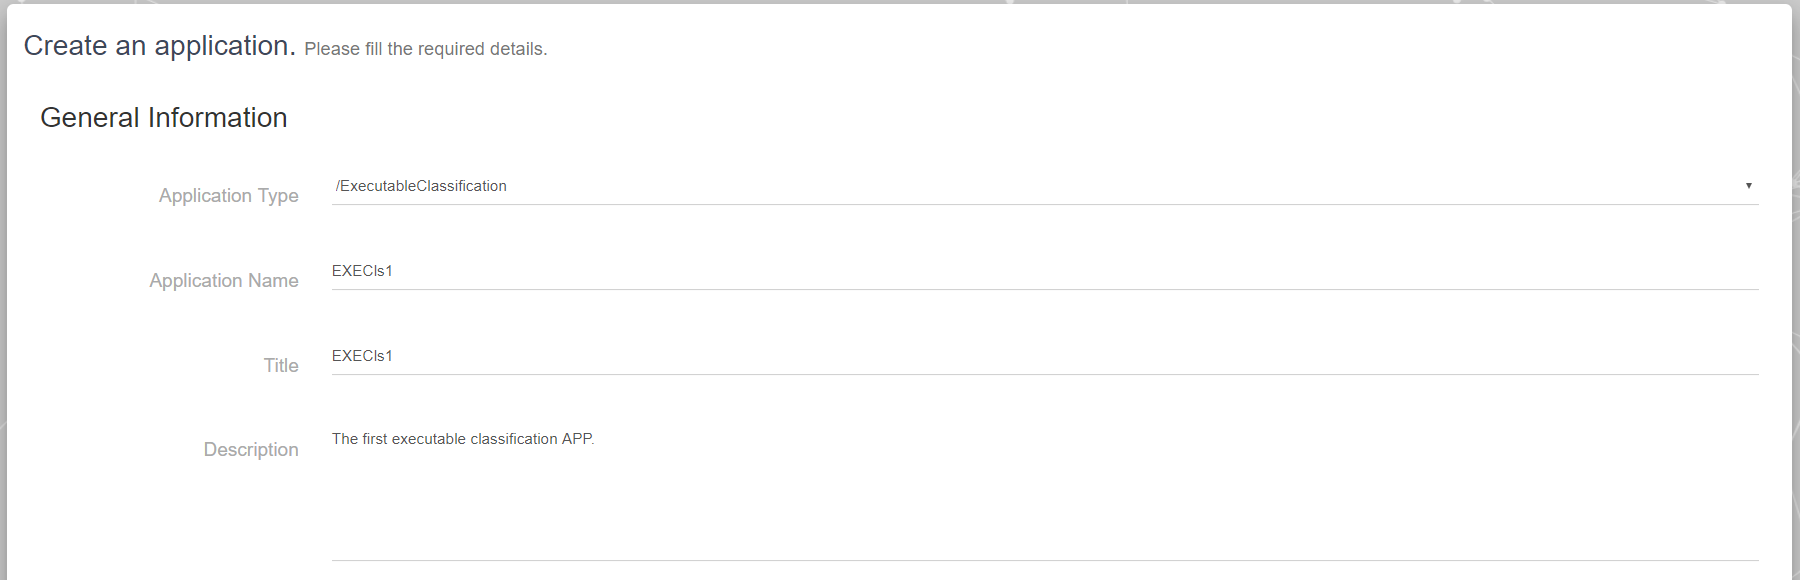 Create an application. Please fill the required details.
General Information
Application Type /ExecutableClassification
Application Name EXECls1
Title EXECls1
Description The first executable classification APP.